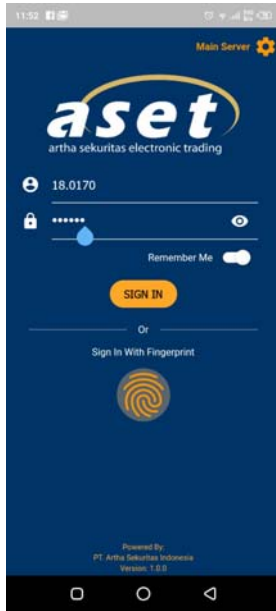 11:52
Main Server
aset
artha sekuritas electronic trading
18.0170
••••••
Remember Me
SIGN IN
Or
Sign In With Fingerprint
Powered By:
PT. Artha Sekuritas Indonesia
Version: 1.0.0